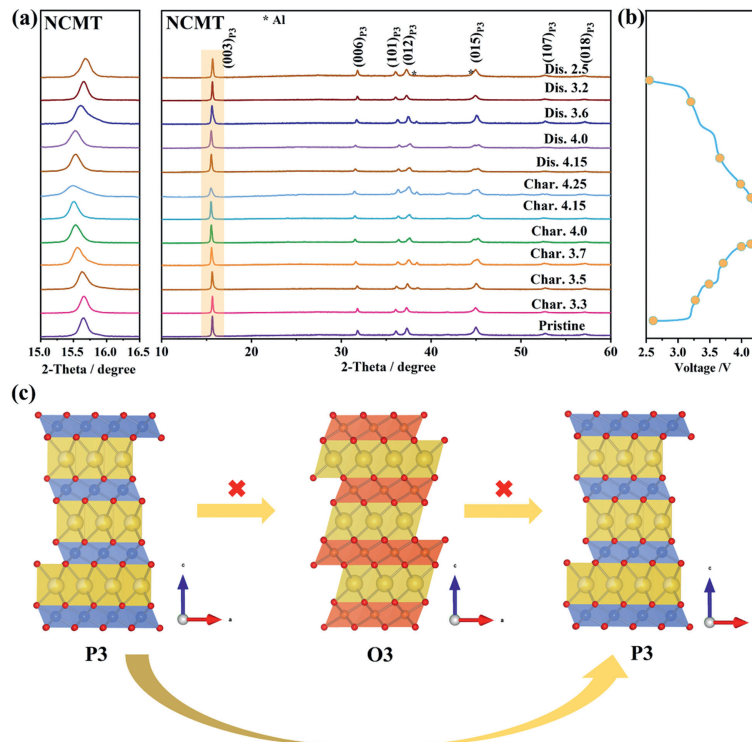 (a)
NCMT
NCMT
* Al
(003)P3
(006)P3
(101)P3
(012)P3
*
*
(015)P3
(107)P3
(018)P3
(b)
Dis. 2.5
Dis. 3.2
Dis. 3.6
Dis. 4.0
Dis. 4.15
Char. 4.25
Char. 4.15
Char. 4.0
Char. 3.7
Char. 3.5
Char. 3.3
Pristine
15.0 15.5 16.0 16.5
2-Theta / degree
10 20 30 40 50 60
2-Theta / degree
2.5 3.0 3.5 4.0
Voltage /V
(c)
c
a
c
a
c
P3
O3
P3